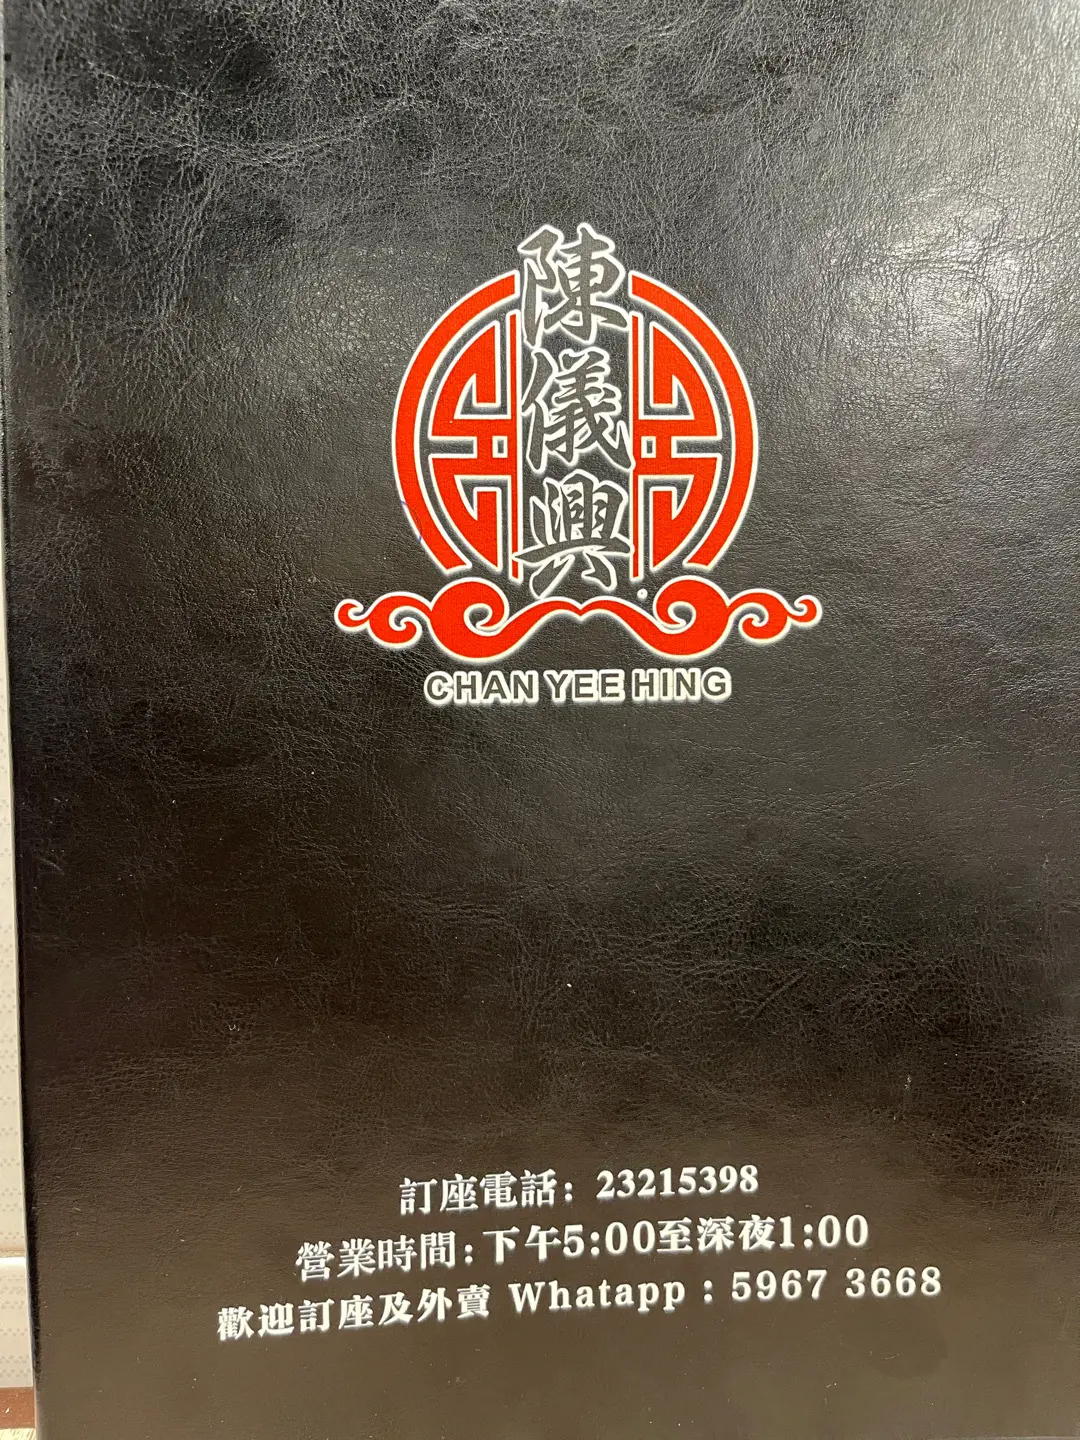 陳儀興
CHAN YEE HING
訂座電話: 23215398
營業時間:下午5:00至深夜1:00
歡迎訂座及外賣 Whatapp : 5967 3668